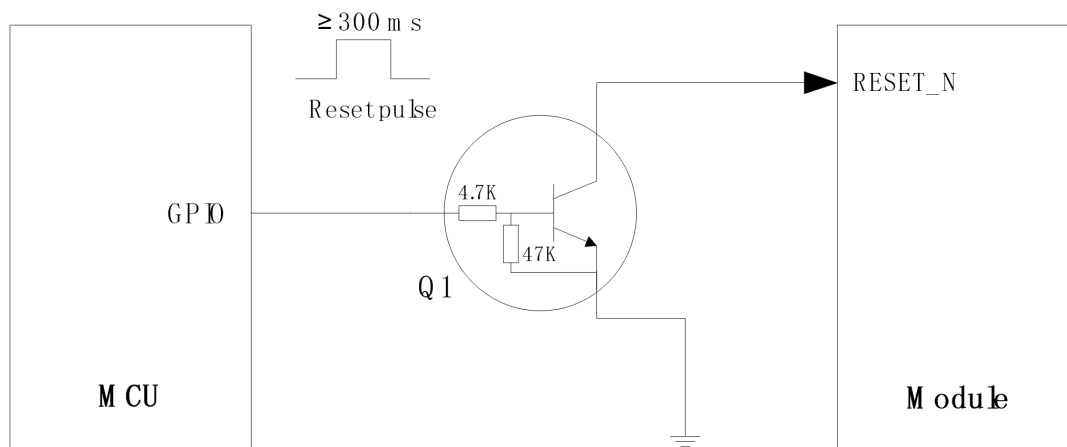 ≥300ms
Resetpulse
RESET_N
4.7K
GPIO
47K
Q1
MCU
Module